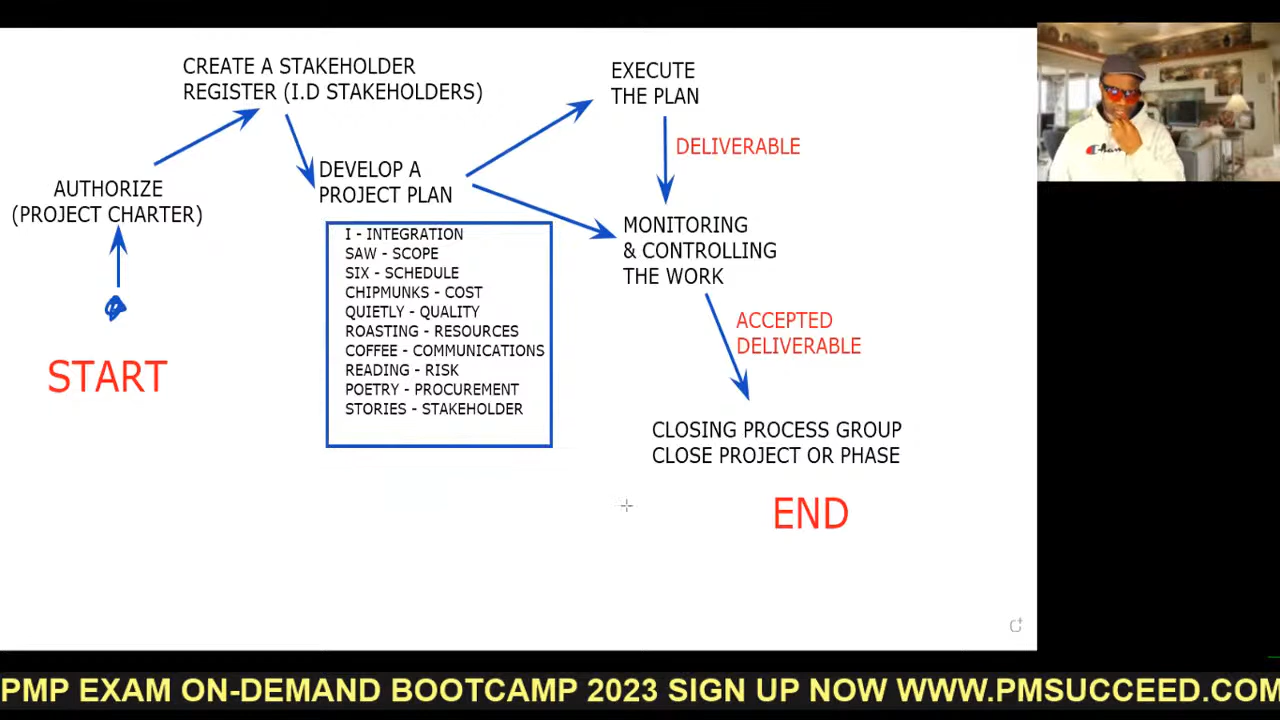 CREATE A STAKEHOLDER
REGISTER (I.D STAKEHOLDERS)
EXECUTE
THE PLAN
DELIVERABLE
DEVELOP A
PROJECT PLAN
AUTHORIZE
(PROJECT CHARTER)
I - INTEGRATION
SAW - SCOPE
SIX - SCHEDULE
CHIPMUNKS - COST
QUIETLY - QUALITY
ROASTING - RESOURCES
COFFEE - COMMUNICATIONS
READING - RISK
POETRY - PROCUREMENT
STORIES - STAKEHOLDER
MONITORING
& CONTROLLING
THE WORK
START
ACCEPTED
DELIVERABLE
CLOSING PROCESS GROUP
CLOSE PROJECT OR PHASE
END
PMP EXAM ON-DEMAND BOOTCAMP 2023 SIGN UP NOW WWW.PMSUCCEED.COM